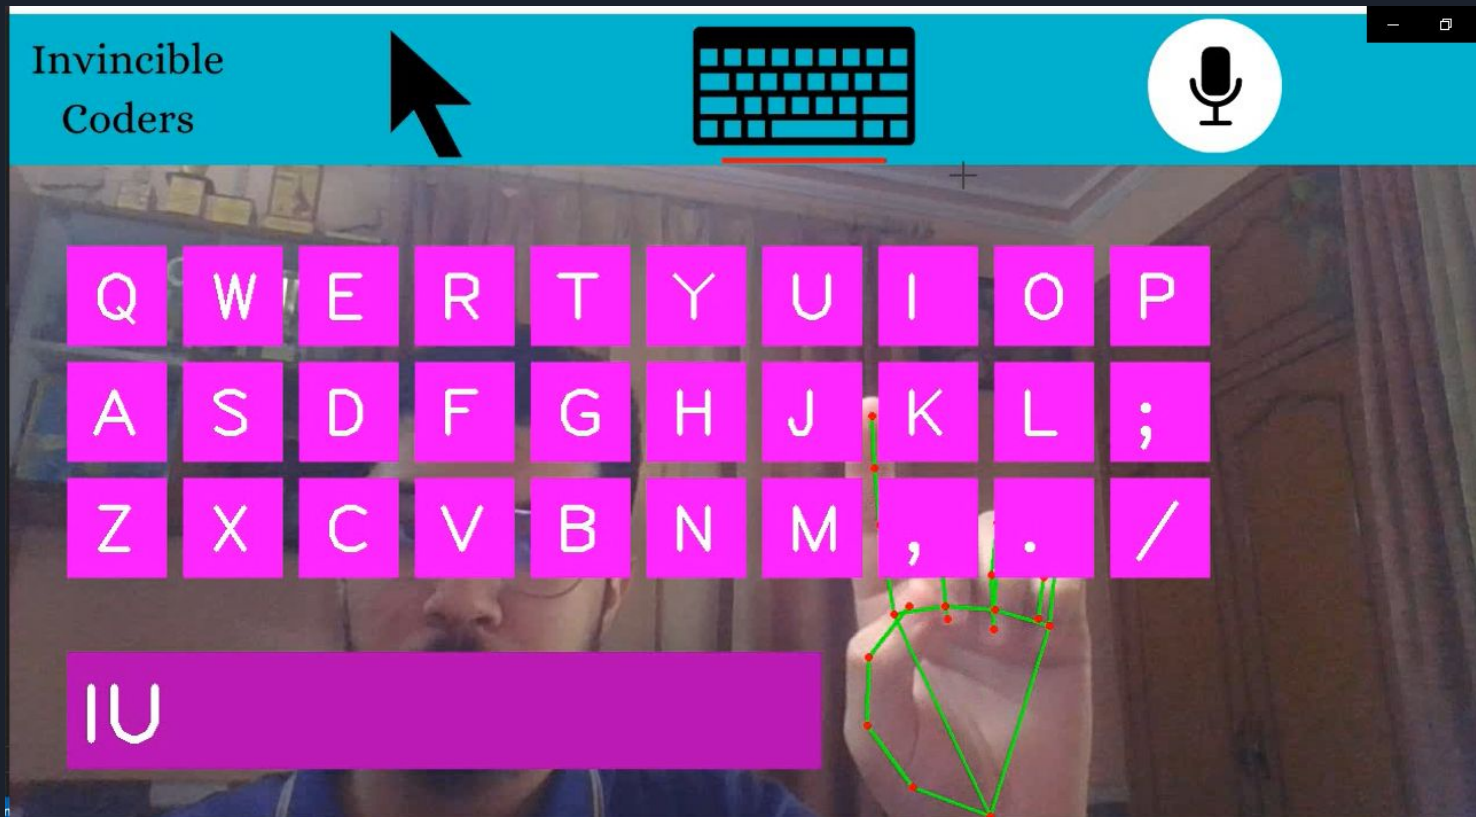 Invincible
Coders
Q W E R T Y U I O P
A S D F G H J K L ;
Z X C V B N M , . /
IU